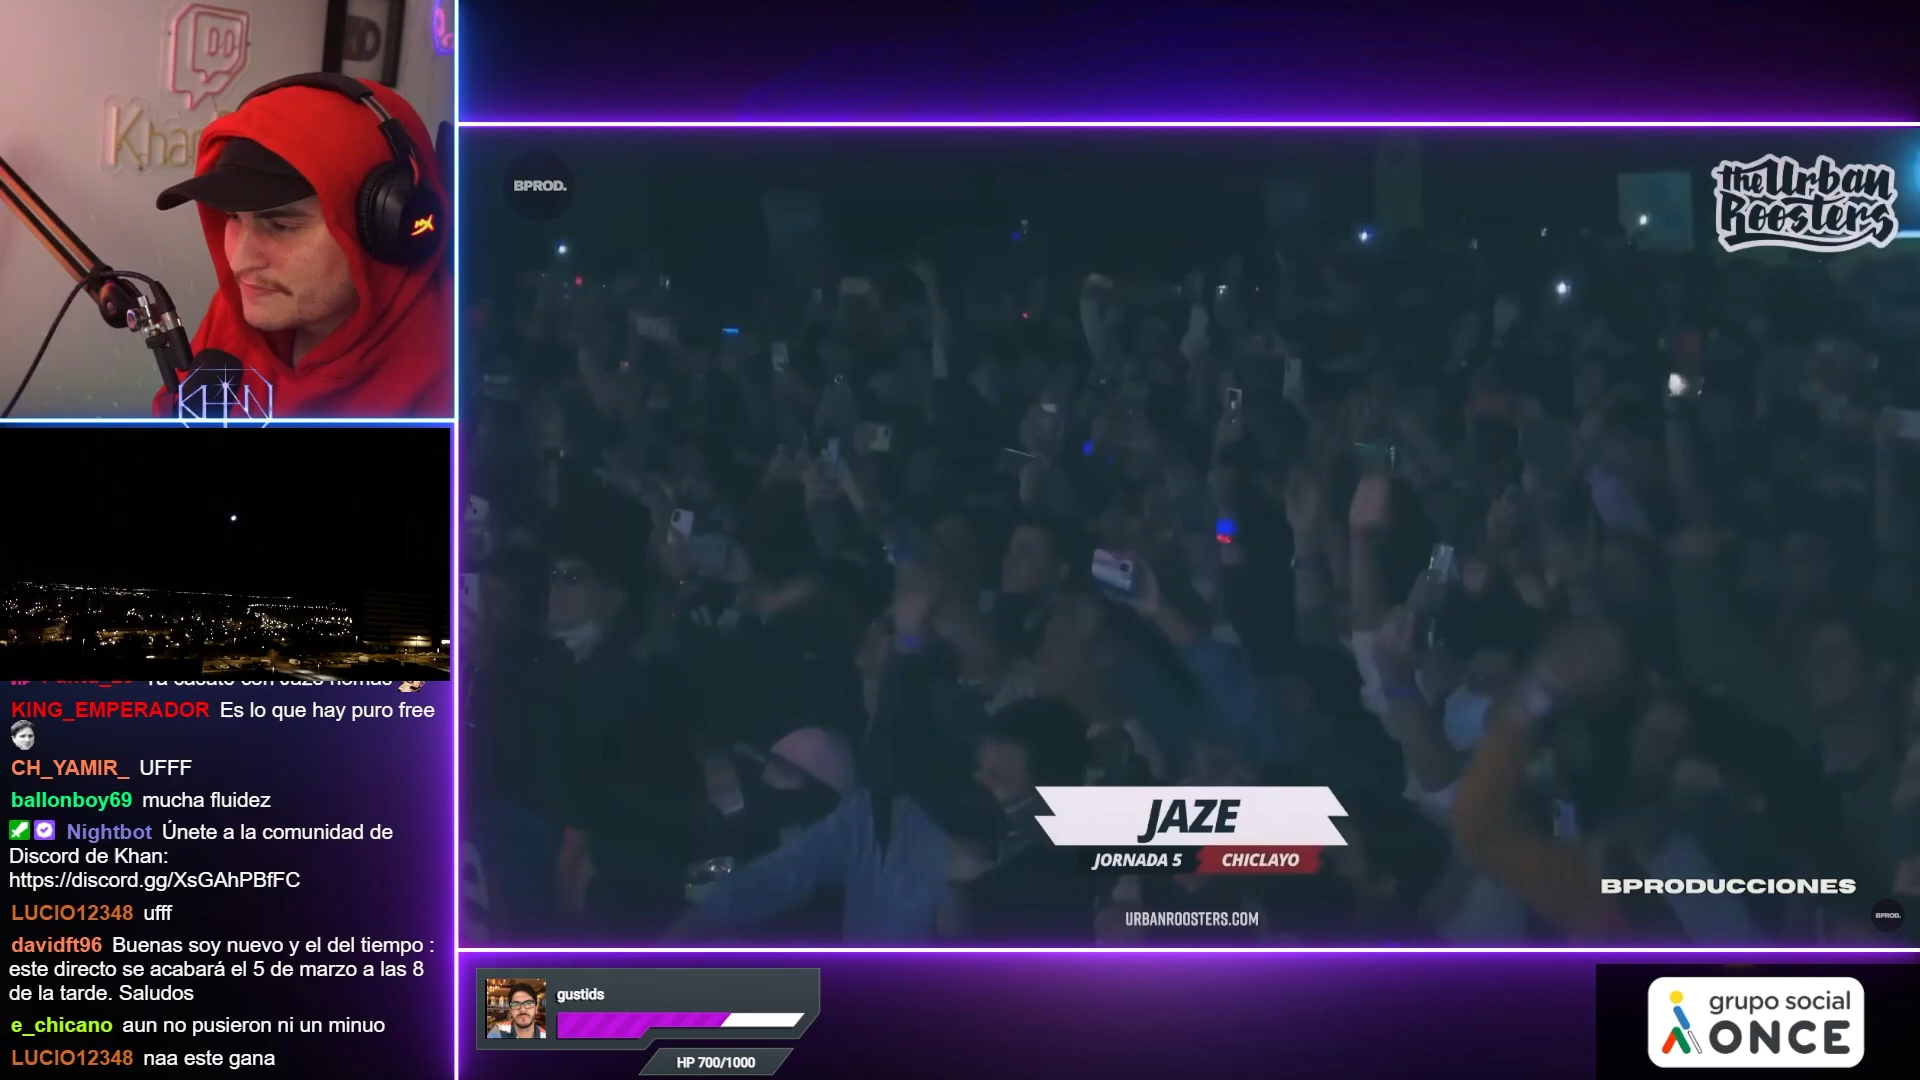 Khan
KHAN
KING_EMPERADOR Es lo que hay puro free
CH_YAMIR_ UFFF
ballonboy69 mucha fluidez
Nightbot Únete a la comunidad de
Discord de Khan:
https://discord.gg/XsGAhPBfFC
LUCIO12348 ufff
davidft96 Buenas soy nuevo y el del tiempo :
este directo se acabará el 5 de marzo a las 8
de la tarde. Saludos
e_chicano aun no pusieron ni un minuo
LUCIO12348 naa este gana
BPROD.
the Urban
Roosters
JAZE
JORNADA 5 CHICLAYO
URBANROOSTERS.COM
BPRODUCCIONES
BPROD.
gustids
HP 700/1000
grupo social
ONCE